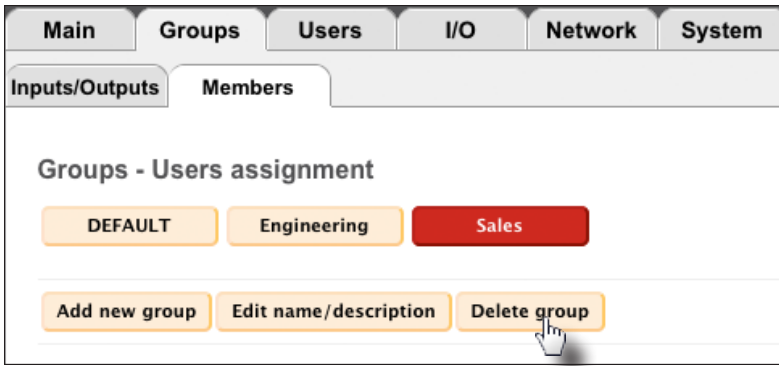 Main Groups Users I/O Network System
Inputs/Outputs Members
Groups - Users assignment
DEFAULT Engineering Sales
Add new group Edit name/description Delete group